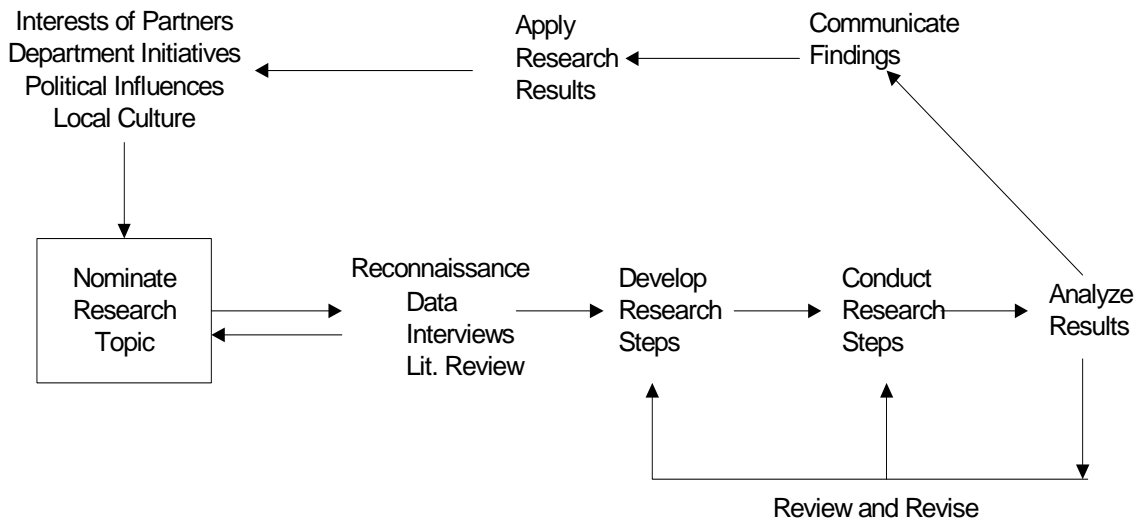 Interests of Partners
Department Initiatives
Political Influences
Local Culture
Apply
Research
Results
Communicate
Findings
Nominate
Research
Topic
Reconnaissance
Data
Interviews
Lit. Review
Develop
Research
Steps
Conduct
Research
Steps
Analyze
Results
Review and Revise